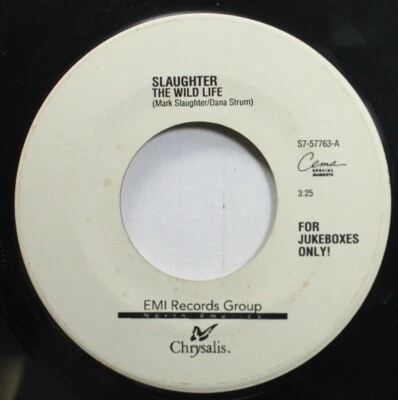 SLAUGHTER
THE WILD LIFE
(Mark Slaughter/Dana Strum)
S7-57763-A
Cema
SPECIAL
MARKETS
3:25
FOR
JUKEBOXES
ONLY!
EMI Records Group
North America
Chrysalis.